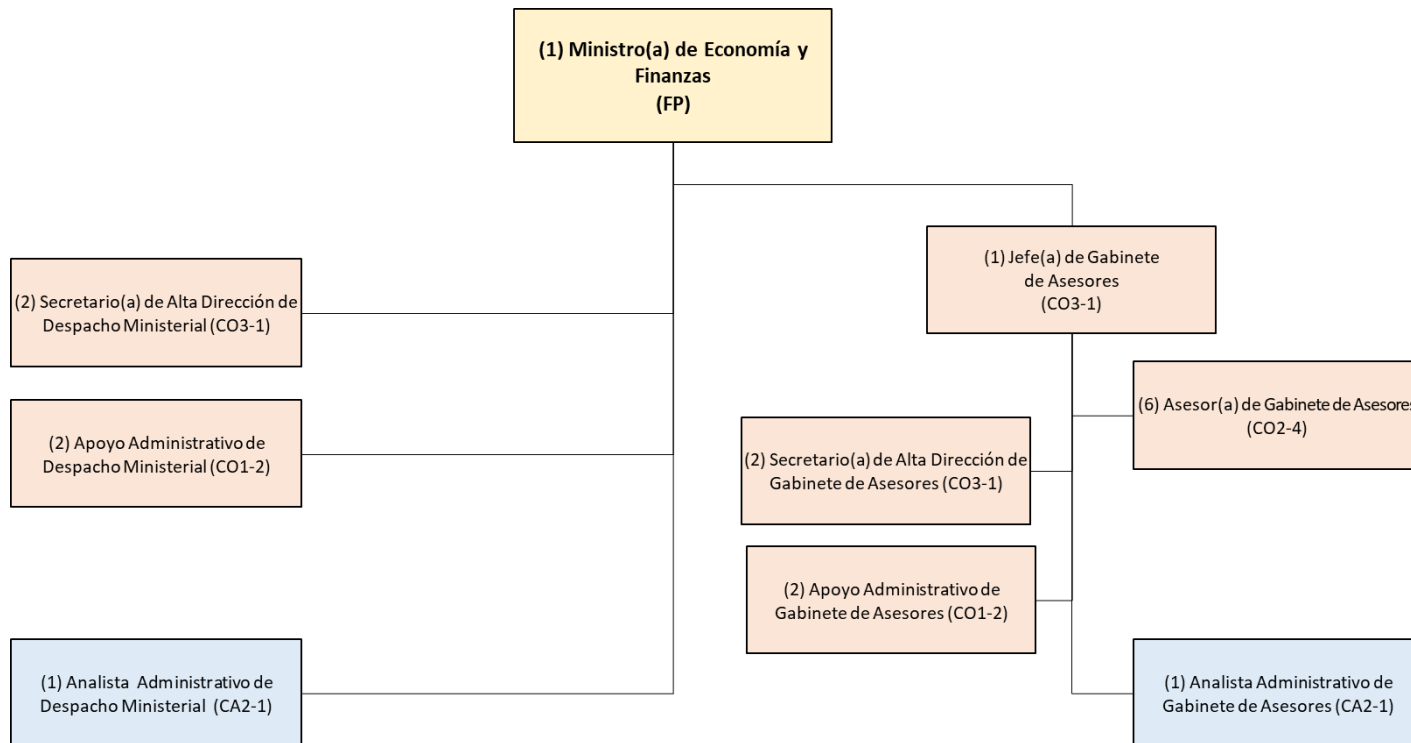 (1) Ministro(a) de Economía y
Finanzas
(FP)
(1) Jefe(a) de Gabinete
de Asesores
(CO3-1)
(2) Secretario(a) de Alta Dirección de
Despacho Ministerial (CO3-1)
(6) Asesor(a) de Gabinete de Asesores
(CO2-4)
(2) Apoyo Administrativo de
Despacho Ministerial (CO1-2)
(2) Secretario(a) de Alta Dirección de
Gabinete de Asesores (CO3-1)
(2) Apoyo Administrativo de
Gabinete de Asesores (CO1-2)
(1) Analista Administrativo de
Despacho Ministerial (CA2-1)
(1) Analista Administrativo de
Gabinete de Asesores (CA2-1)